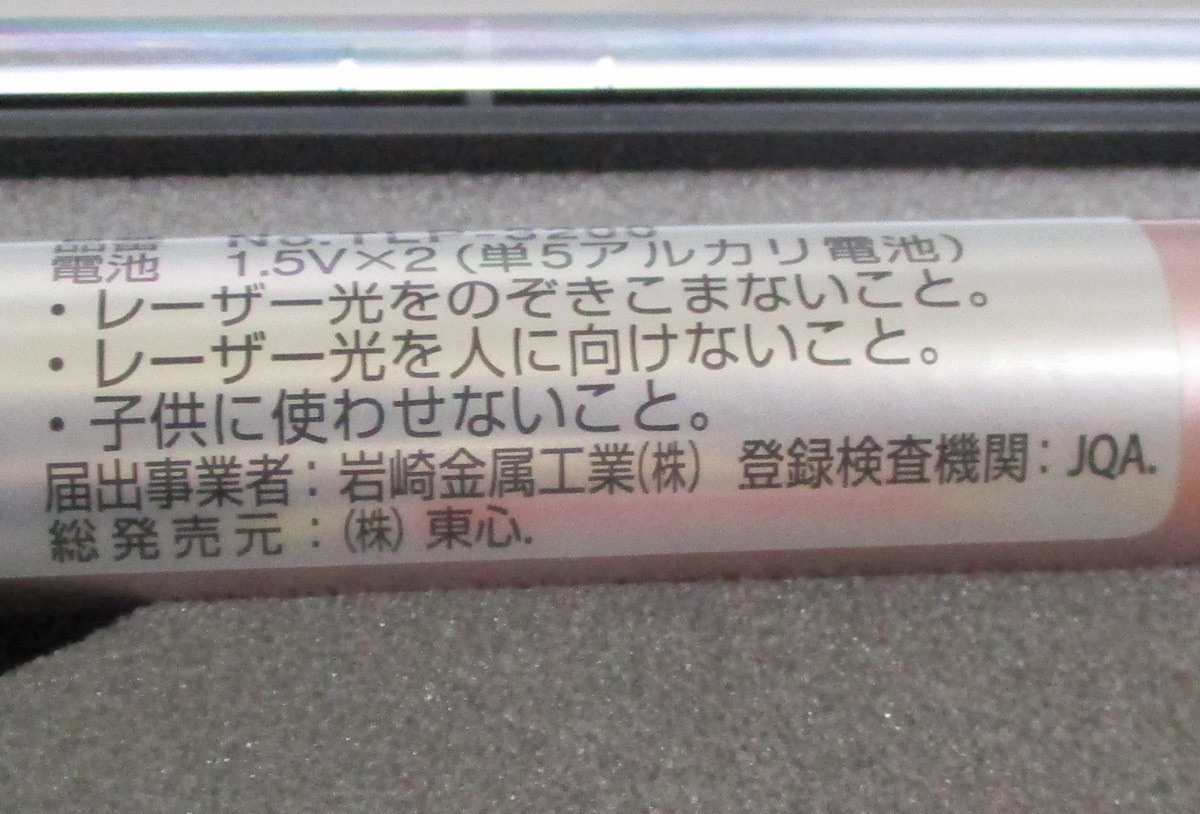 電池 1.5V×2 (単5アルカリ電池)
・レーザー光をのぞきこまないこと。
・レーザー光を人に向けないこと。
・子供に使わせないこと。
届出事業者：岩崎金属工業(株) 登録検査機関：JQA.
総発売元：(株) 東心.